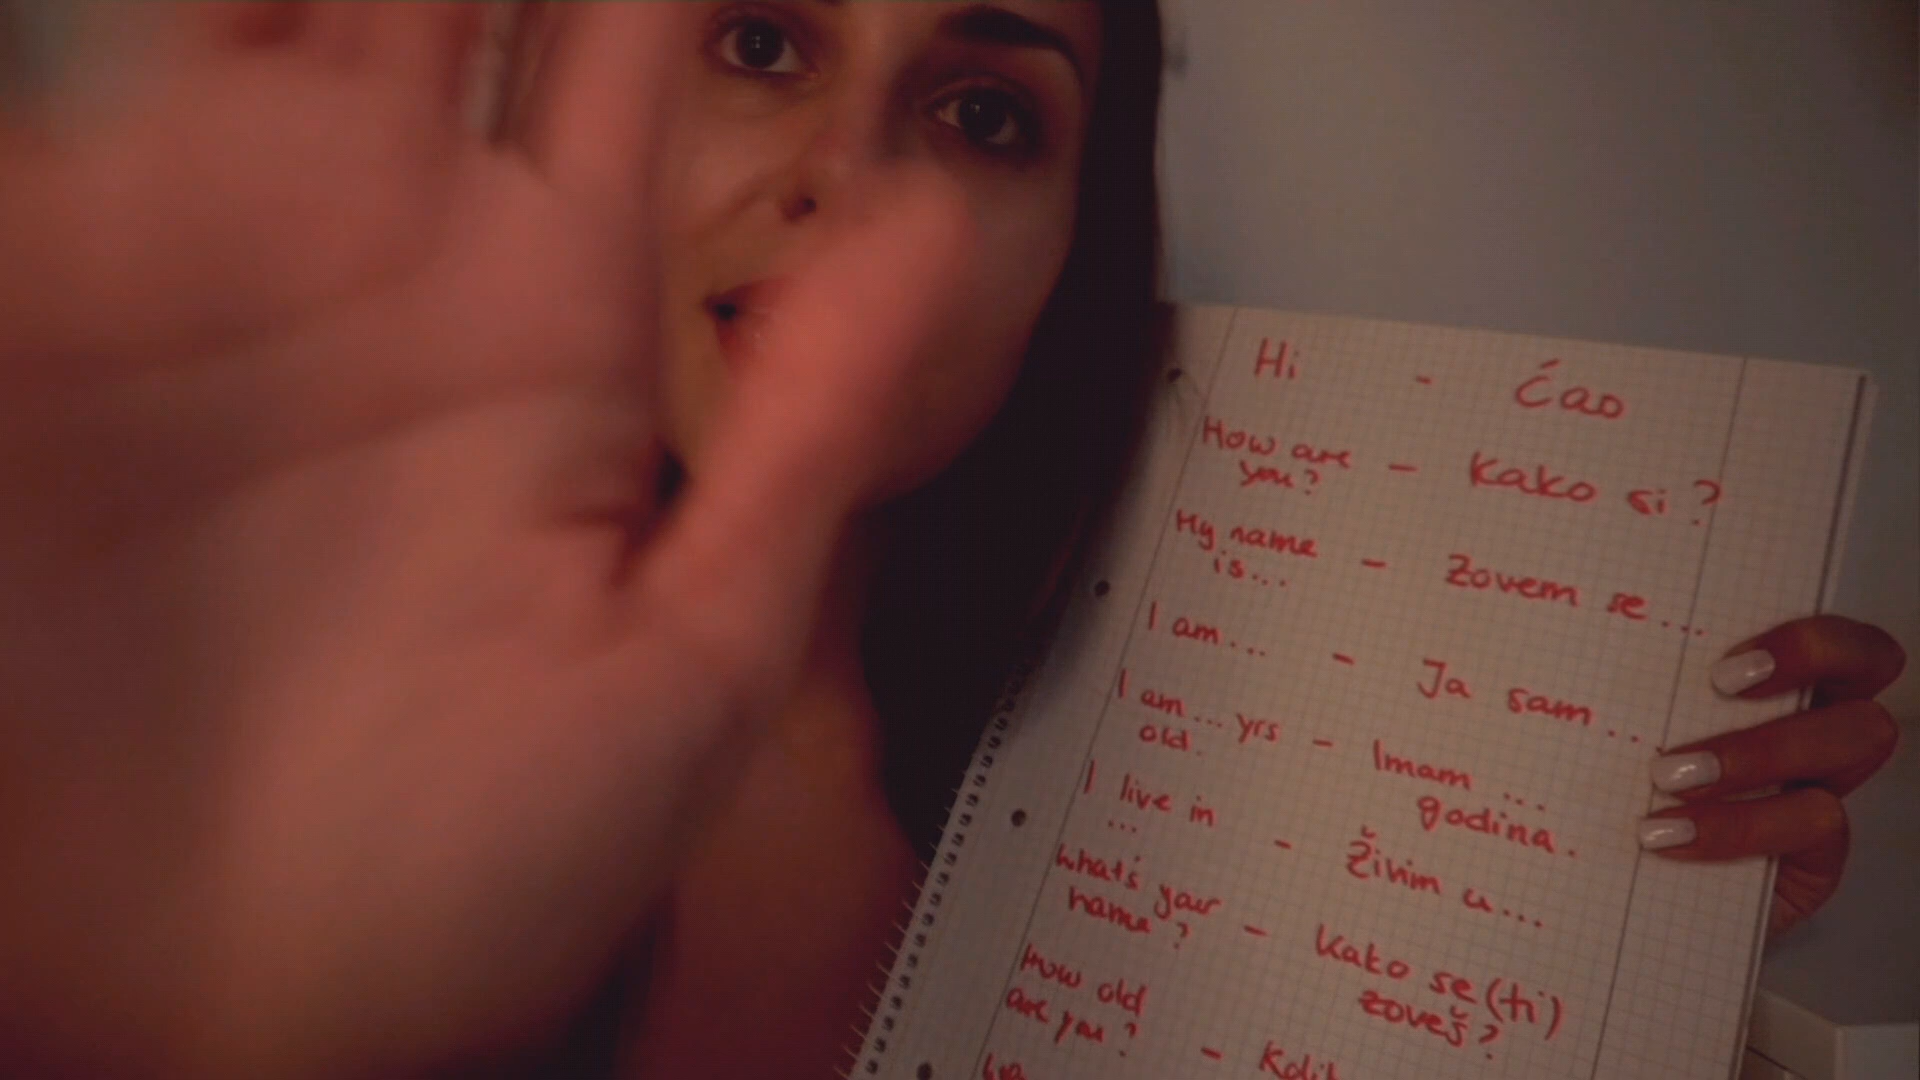 Hi - Ćao
How are - Kako si?
you?
My name - Zovem se...
is...
I am... - Ja sam...
I am... yrs - Imam ...
old. godina.
I live in - Živim u...
...
What's your - Kako se (ti)
name? zoveš?
How old
are you? -